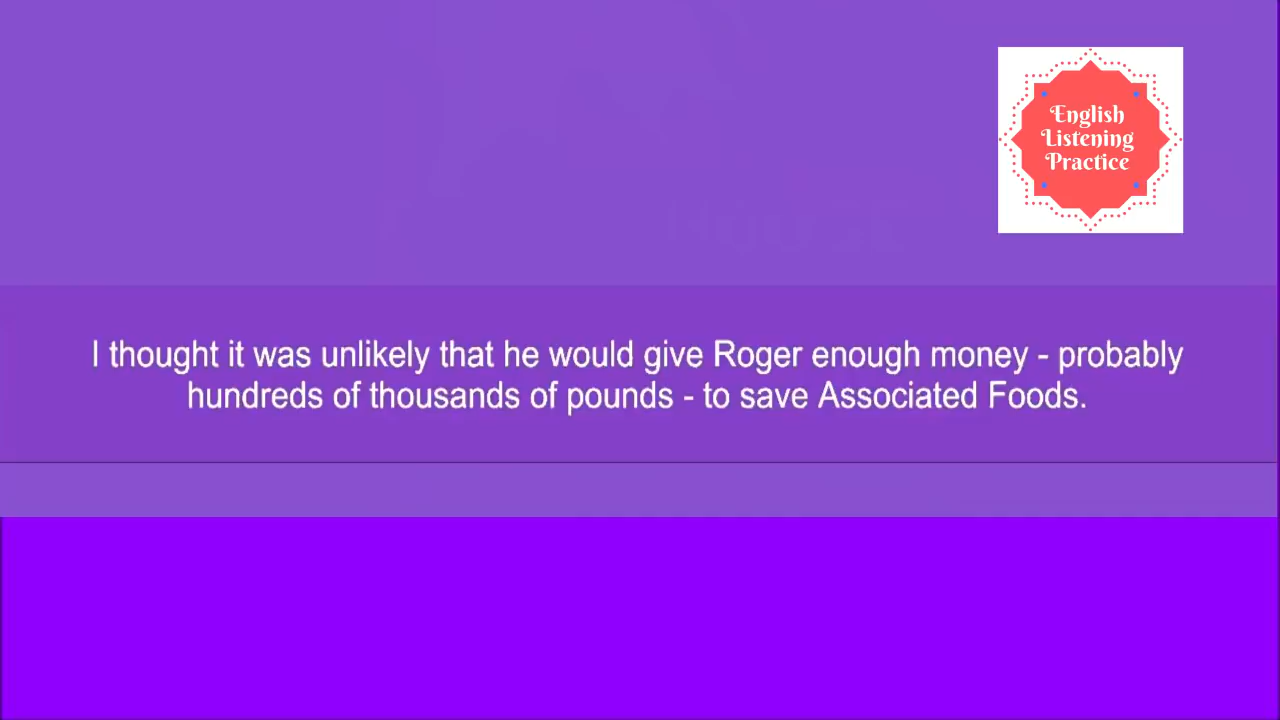 English
Listening
Practice
I thought it was unlikely that he would give Roger enough money - probably
hundreds of thousands of pounds - to save Associated Foods.